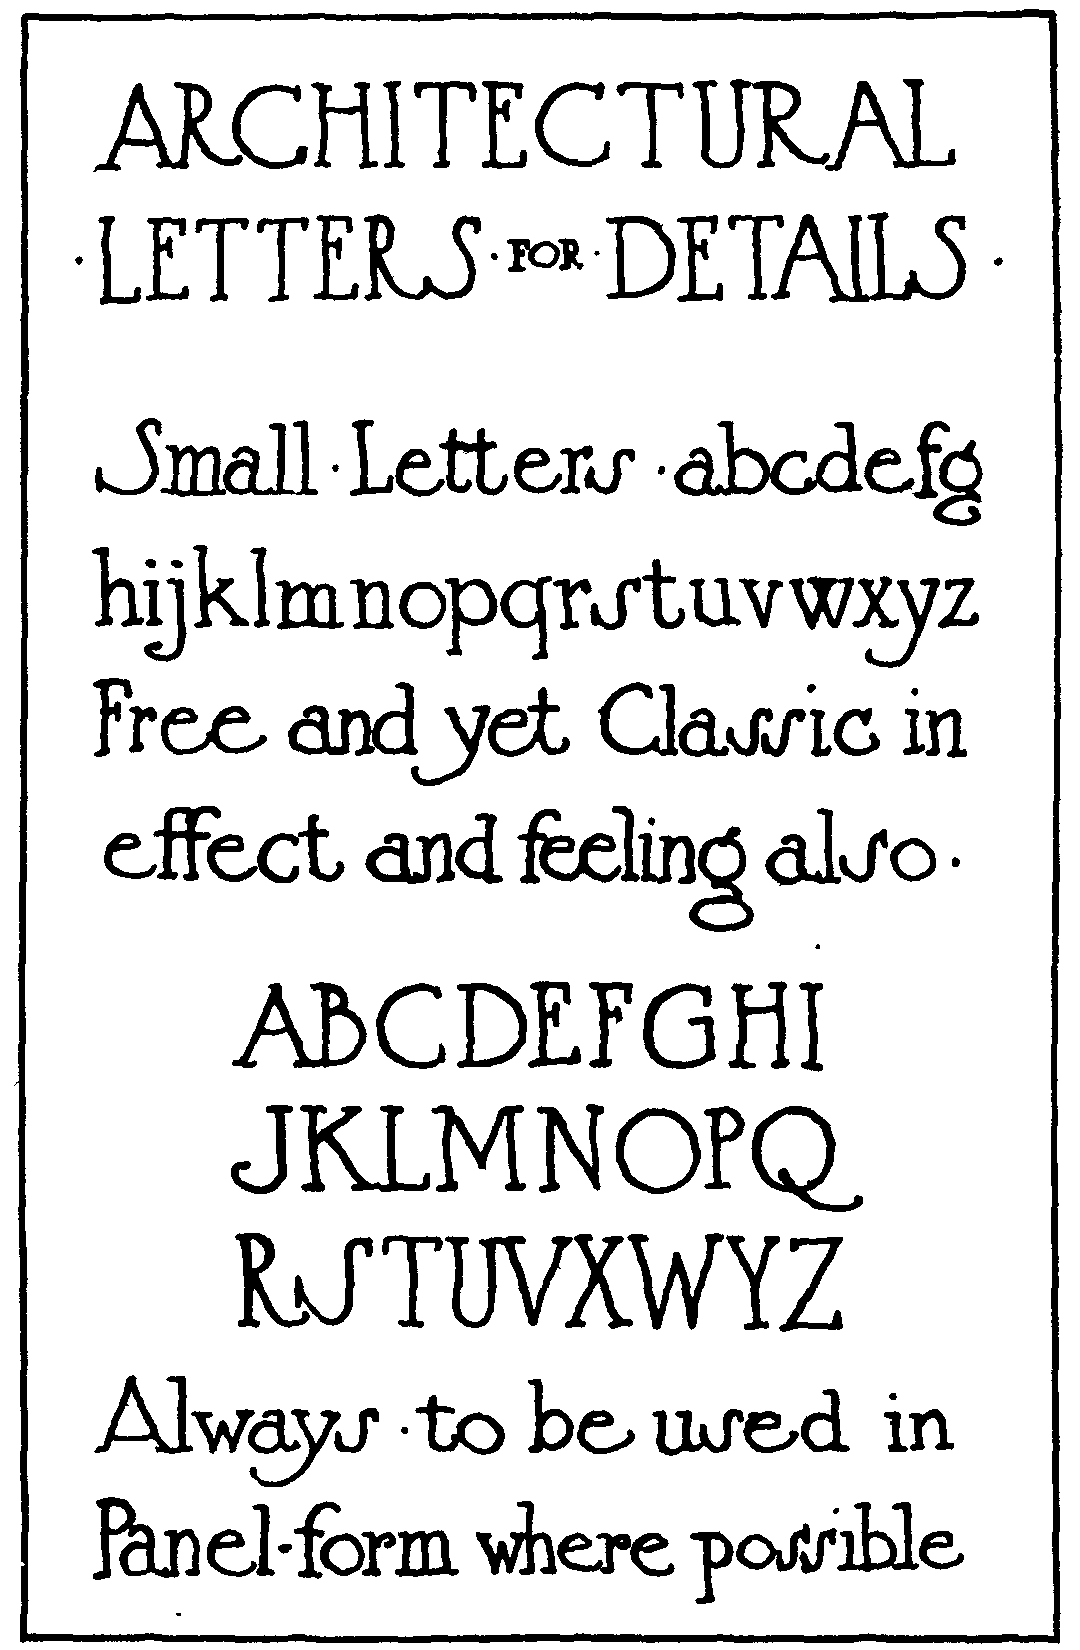 ARCHITECTURAL
· LETTERS · FOR · DETAILS ·
Small · Letters · abcdefg
hijklmnopqrstuvwxyz
Free and yet Classic in
effect and feeling also ·
ABCDEFGHI
JKLMNOPQ
RSTUVXWYZ
Always · to be used in
Panel-form where possible